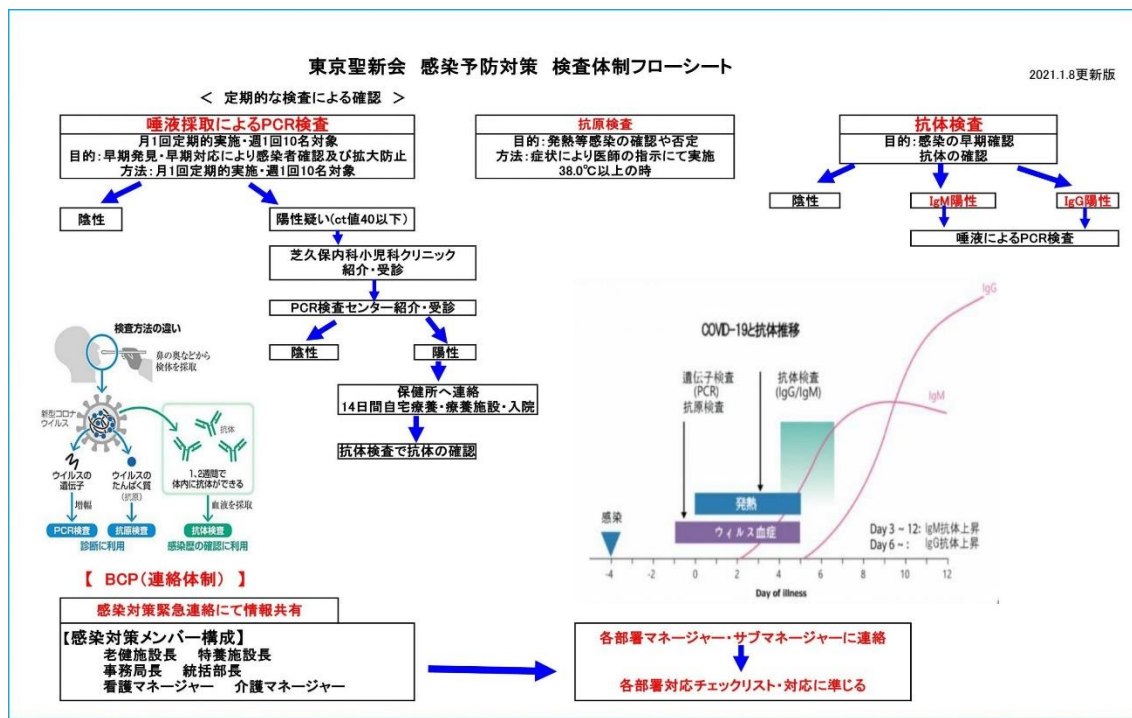 東京聖新会 感染予防対策 検査体制フローシート
2021.1.8更新版
＜ 定期的な検査による確認 ＞
唾液採取によるPCR検査
月1回定期的実施・週1回10名対象
目的：早期発見・早期対応により感染者確認及び拡大防止
方法：月1回定期的実施・週1回10名対象
陰性
陽性疑い(ct値40以下)
芝久保内科小児科クリニック
紹介・受診
PCR検査センター紹介・受診
陰性
陽性
保健所へ連絡
14日間自宅療養・療養施設・入院
抗体検査で抗体の確認
抗原検査
目的：発熱等感染の確認や否定
方法：症状により医師の指示にて実施
38.0℃以上の時
抗体検査
目的：感染の早期確認
抗体の確認
陰性
IgM陽性
IgG陽性
唾液によるPCR検査
検査方法の違い
鼻の奥などから
検体を採取
新型コロナ
ウイルス
抗体
ウイルスの
遺伝子
ウイルスの
たんぱく質
(抗原)
1、2週間で
体内に抗体ができる
増幅
血液を採取
PCR検査
抗原検査
抗体検査
診断に利用
感染歴の確認に利用
COVID-19と抗体推移
IgG
IgM
遺伝子検査
(PCR)
抗原検査
抗体検査
(IgG/IgM)
発熱
ウィルス血症
感染
Day 3 ~ 12: IgM抗体上昇
Day 6 ~ : IgG抗体上昇
-4 -2 0 2 4 6 8 10 12
Day of illness
【 BCP(連絡体制) 】
感染対策緊急連絡にて情報共有
【感染対策メンバー構成】
老健施設長 特養施設長
事務局長 統括部長
看護マネージャー 介護マネージャー
各部署マネージャー・サブマネージャーに連絡
各部署対応チェックリスト・対応に準じる